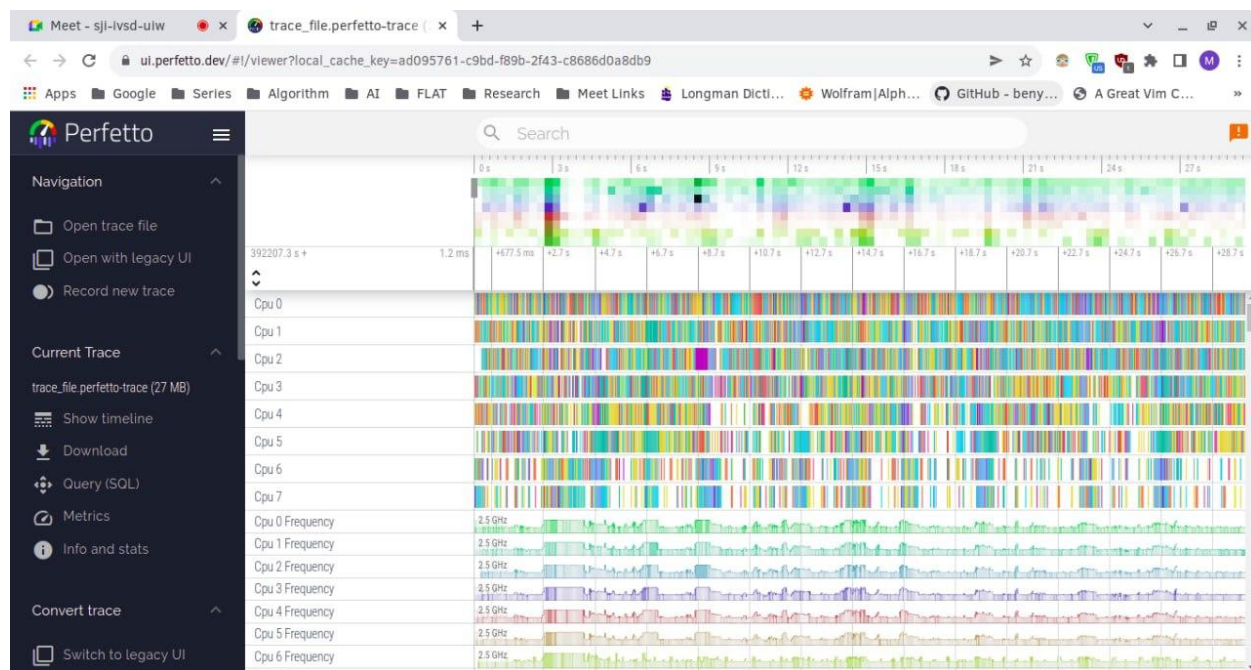 Meet - sji-ivsd-uiw
trace_file.perfetto-trace (
ui.perfetto.dev/#!/viewer?local_cache_key=ad095761-c9bd-f89b-2f43-c8686d0a8db9
M
Apps Google Series Algorithm AI FLAT Research Meet Links Longman Dicti... Wolfram|Alph... GitHub - beny... A Great Vim C... »
Perfetto
Search
Navigation
Open trace file
Open with legacy UI
Record new trace
Current Trace
trace_file.perfetto-trace (27 MB)
Show timeline
Download
Query (SQL)
Metrics
Info and stats
Convert trace
Switch to legacy UI
0 s 3 s 6 s 9 s 12 s 15 s 18 s 21 s 24 s 27 s
392207.3 s + 1.2 ms +677.5 ms +2.7 s +4.7 s +6.7 s +8.7 s +10.7 s +12.7 s +14.7 s +16.7 s +18.7 s +20.7 s +22.7 s +24.7 s +26.7 s +28.7 s
Cpu 0
Cpu 1
Cpu 2
Cpu 3
Cpu 4
Cpu 5
Cpu 6
Cpu 7
Cpu 0 Frequency 2.5 GHz
Cpu 1 Frequency 2.5 GHz
Cpu 2 Frequency 2.5 GHz
Cpu 3 Frequency 2.5 GHz
Cpu 4 Frequency 2.5 GHz
Cpu 5 Frequency 2.5 GHz
Cpu 6 Frequency 2.5 GHz